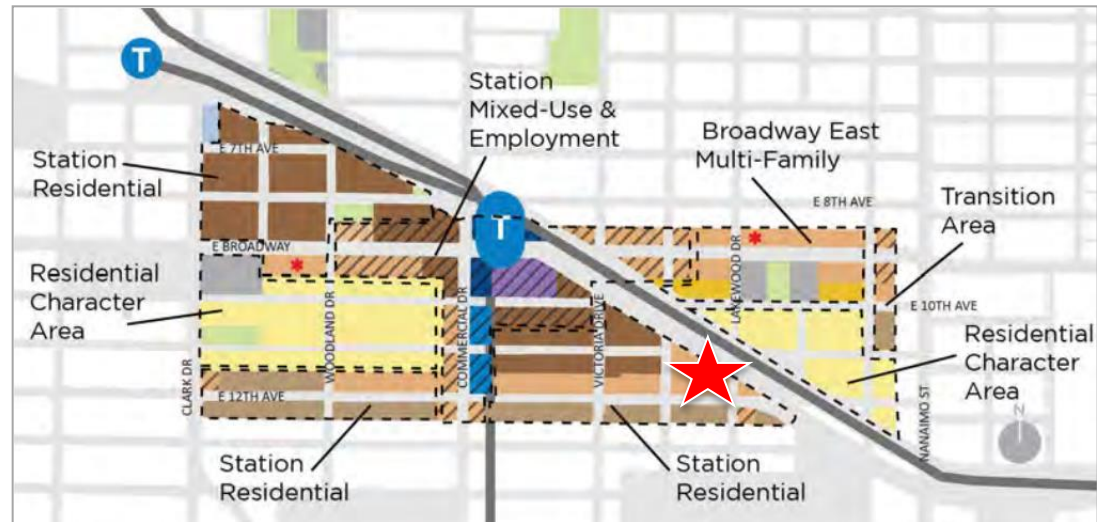 T
Station
Mixed-Use &
Employment
Broadway East
Multi-Family
E 7TH AVE
Station
Residential
Transition
Area
E 8TH AVE
T
E BROADWAY
LAKEWOOD DR
Residential
Character
Area
E 10TH AVE
WOODLAND DR
COMMERCIAL DR
VICTORIA DRIVE
Residential
Character
Area
CLARK DR
E 12TH AVE
NANAIMO ST
N
Station
Residential
Station
Residential